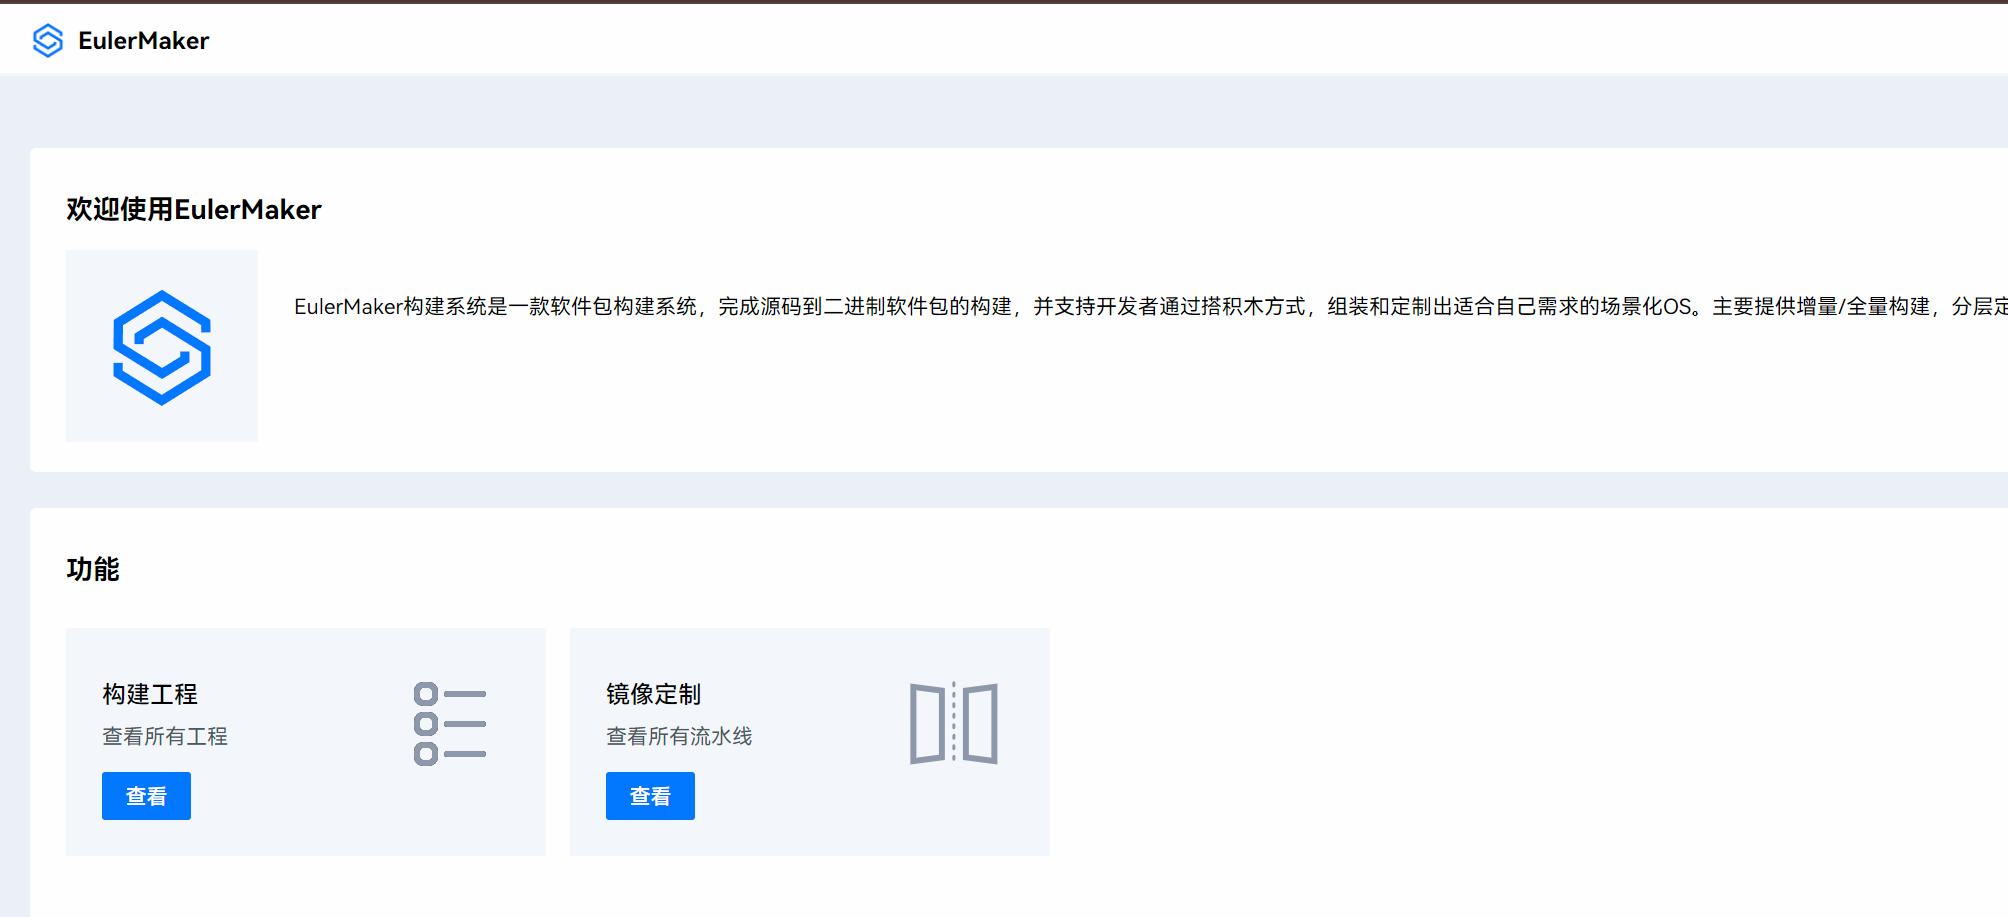 EulerMaker
欢迎使用EulerMaker
EulerMaker构建系统是一款软件包构建系统，完成源码到二进制软件包的构建，并支持开发者通过搭积木方式，组装和定制出适合自己需求的场景化OS。主要提供增量/全量构建，分层定
功能
构建工程
查看所有工程
查看
镜像定制
查看所有流水线
查看